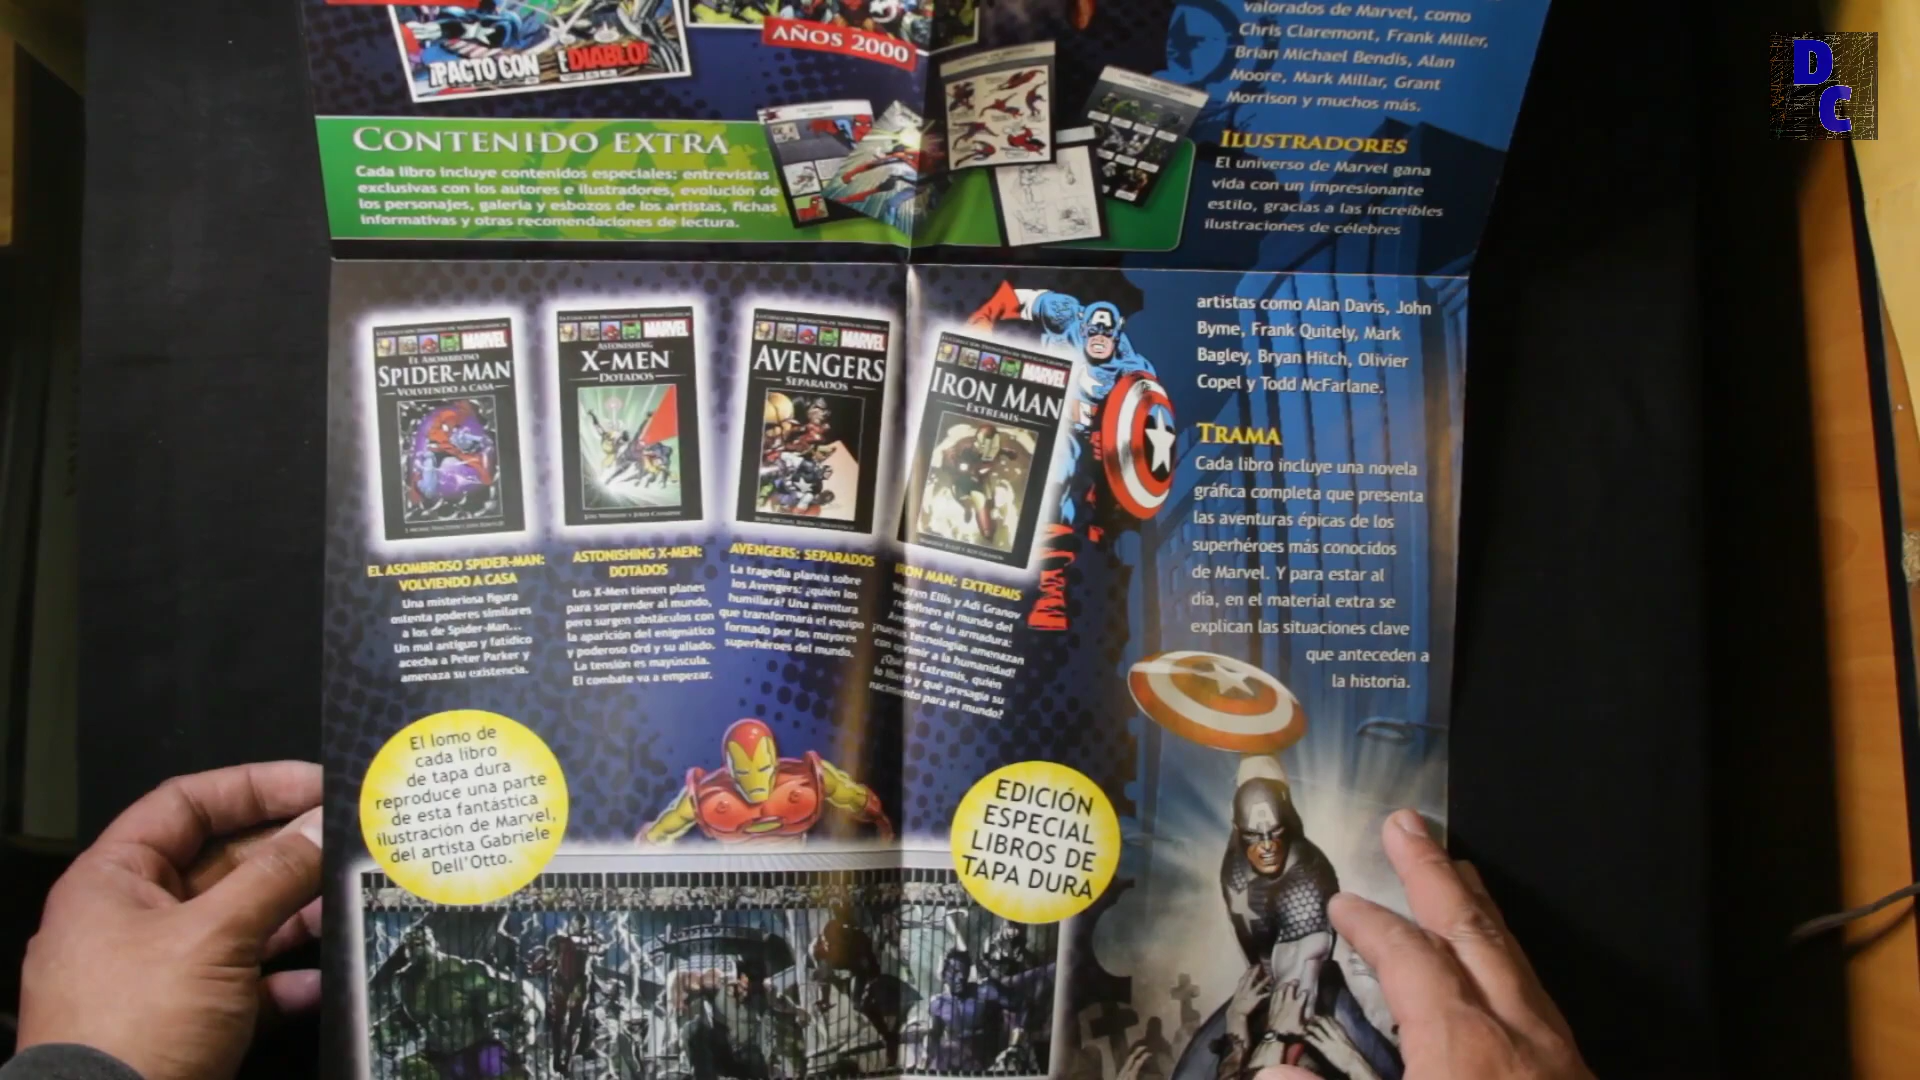 valorados de Marvel, como
Chris Claremont, Frank Miller,
Brian Michael Bendis, Alan
Moore, Mark Millar, Grant
Morrison y muchos más.
AÑOS 2000
¡PACTO CON
DIABLO!
CONTENIDO EXTRA
Cada libro incluye contenidos especiales: entrevistas
exclusivas con los autores e ilustradores, evolución de
los personajes, galería y esbozos de los artistas, fichas
informativas y otras recomendaciones de lectura.
ILUSTRADORES
El universo de Marvel gana
vida con un impresionante
estilo, gracias a las increíbles
ilustraciones de célebres
artistas como Alan Davis, John
Byrne, Frank Quitely, Mark
Bagley, Bryan Hitch, Olivier
Copel y Todd McFarlane.
TRAMA
Cada libro incluye una novela
gráfica completa que presenta
las aventuras épicas de los
superhéroes más conocidos
de Marvel. Y para estar al
día, en el material extra se
explican las situaciones clave
que anteceden a
la historia.
MARVEL
EL ASOMBROSO
SPIDER-MAN
VOLVIENDO A CASA
MARVEL
ASTONISHING
X-MEN
DOTADOS
MARVEL
AVENGERS
SEPARADOS
MARVEL
IRON MAN
EXTREMIS
EL ASOMBROSO SPIDER-MAN:
VOLVIENDO A CASA
Una misteriosa figura
ostenta poderes similares
a los de Spider-Man...
Un mal antiguo y fatídico
acecha a Peter Parker y
amenaza su existencia.
ASTONISHING X-MEN:
DOTADOS
Los X-Men tienen planes
para sorprender al mundo,
pero surgen obstáculos con
la aparición del enigmático
y poderoso Ord y su aliado.
La tensión es mayúscula.
El combate va a empezar.
AVENGERS: SEPARADOS
La tragedia planea sobre
los Avengers: ¿quién los
humillará? Una aventura
que transformará el equipo
formado por los mayores
superhéroes del mundo.
IRON MAN: EXTREMIS
Warren Ellis y Adi Granov
redefinen el mundo del
Avenger de la armadura:
¡nuevas tecnologías amenazan
con oprimir a la humanidad!
¿Qué es Extremis, quién
lo liberó y qué presagia su
nacimiento para el mundo?
El lomo de
cada libro
de tapa dura
reproduce una parte
de esta fantástica
ilustración de Marvel,
del artista Gabriele
Dell'Otto.
EDICIÓN
ESPECIAL
LIBROS DE
TAPA DURA
D
C